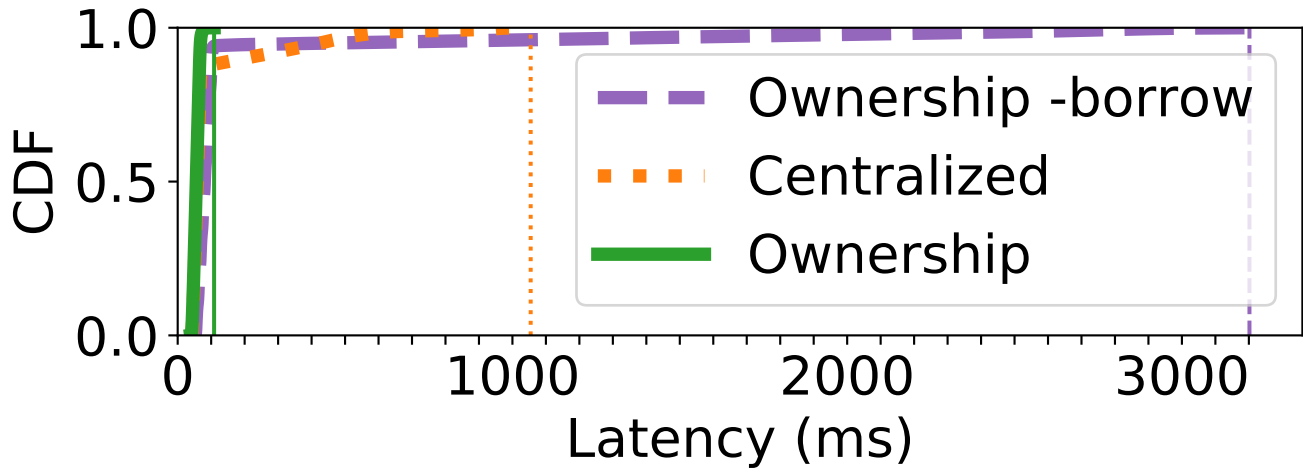 1.0
0.5
0.0
CDF
Ownership -borrow
Centralized
Ownership
0 1000 2000 3000
Latency (ms)